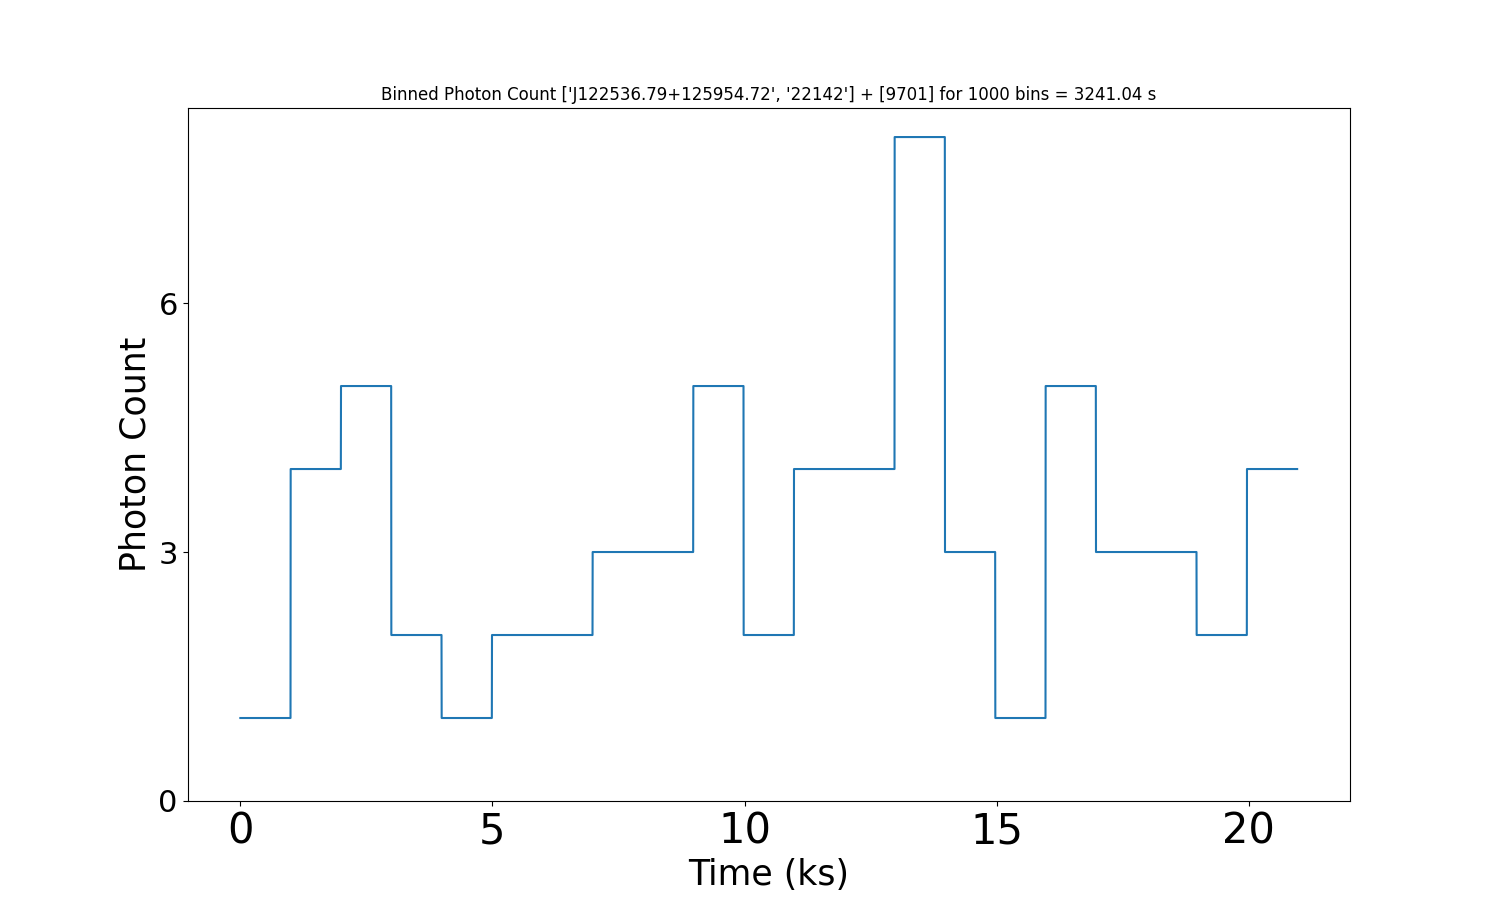 Binned Photon Count ['J122536.79+125954.72', '22142'] + [9701] for 1000 bins = 3241.04 s
Photon Count
6
3
0
0 5 10 15 20
Time (ks)